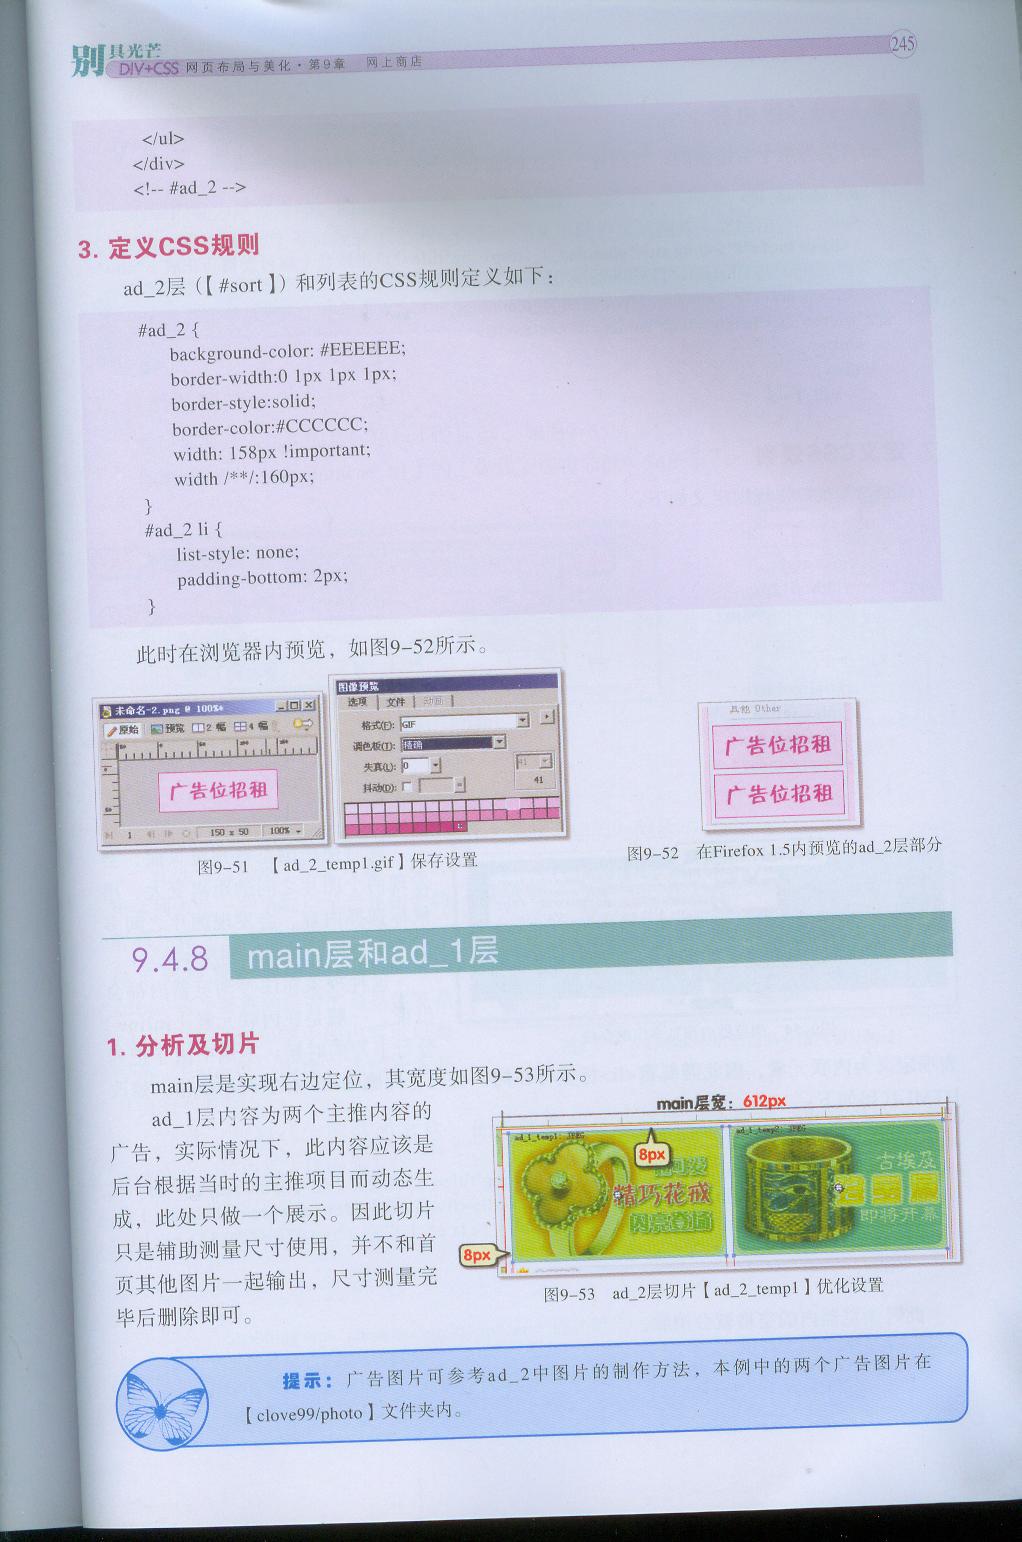 别具光芒
DIV+CSS 网页布局与美化·第9章 网上商店
245
</ul>
</div>
<!-- #ad_2 -->
3. 定义CSS规则
ad_2层（【 #sort 】）和列表的CSS规则定义如下：
#ad_2 {
background-color: #EEEEEE;
border-width:0 1px 1px 1px;
border-style:solid;
border-color:#CCCCCC;
width: 158px !important;
width /**/:160px;
}
#ad_2 li {
list-style: none;
padding-bottom: 2px;
}
此时在浏览器内预览，如图9-52所示。
未命名-2.png @ 100%*
原始 预览 2 幅 4 幅
广告位招租
1 150 x 50 100%
图像预览
选项 文件 动画
格式(F): GIF
调色板(I): 精确
失真(L): 0 41
抖动(D): 41
其他 Other
广告位招租
广告位招租
图9-51 【ad_2_temp1.gif】保存设置
图9-52 在Firefox 1.5内预览的ad_2层部分
9.4.8 main层和ad_1层
1. 分析及切片
main层是实现右边定位，其宽度如图9-53所示。
ad_1层内容为两个主推内容的
广告，实际情况下，此内容应该是
后台根据当时的主推项目而动态生
成，此处只做一个展示。因此切片
只是辅助测量尺寸使用，并不和首
页其他图片一起输出，尺寸测量完
毕后删除即可。
main层宽：612px
ad_1_temp1: JPEG
ad_1_temp2: JPEG
8px
精巧花戒
闪亮登场
古埃及
即将开幕
8px
图9-53 ad_2层切片【ad_2_temp1】优化设置
提示：广告图片可参考ad_2中图片的制作方法，本例中的两个广告图片在
【clove99/photo】文件夹内。